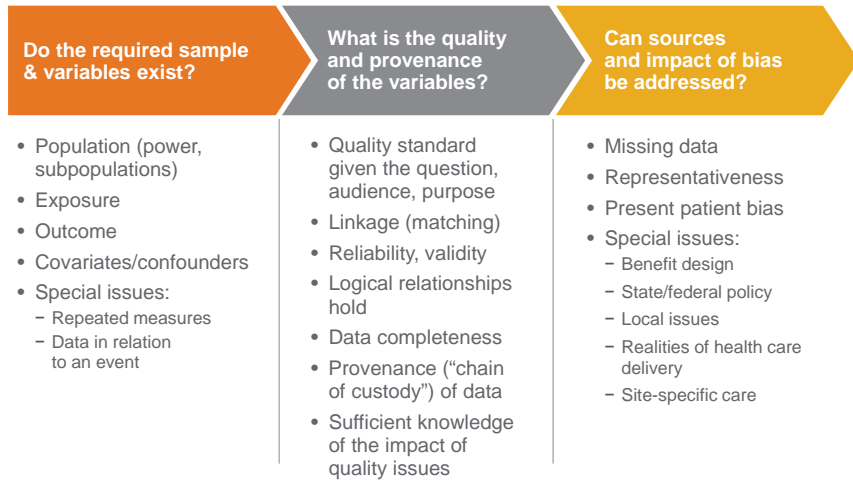 Do the required sample
& variables exist?
• Population (power,
subpopulations)
• Exposure
• Outcome
• Covariates/confounders
• Special issues:
– Repeated measures
– Data in relation
to an event
What is the quality
and provenance
of the variables?
• Quality standard
given the question,
audience, purpose
• Linkage (matching)
• Reliability, validity
• Logical relationships
hold
• Data completeness
• Provenance (“chain
of custody”) of data
• Sufficient knowledge
of the impact of
quality issues
Can sources
and impact of bias
be addressed?
• Missing data
• Representativeness
• Present patient bias
• Special issues:
– Benefit design
– State/federal policy
– Local issues
– Realities of health care
delivery
– Site-specific care